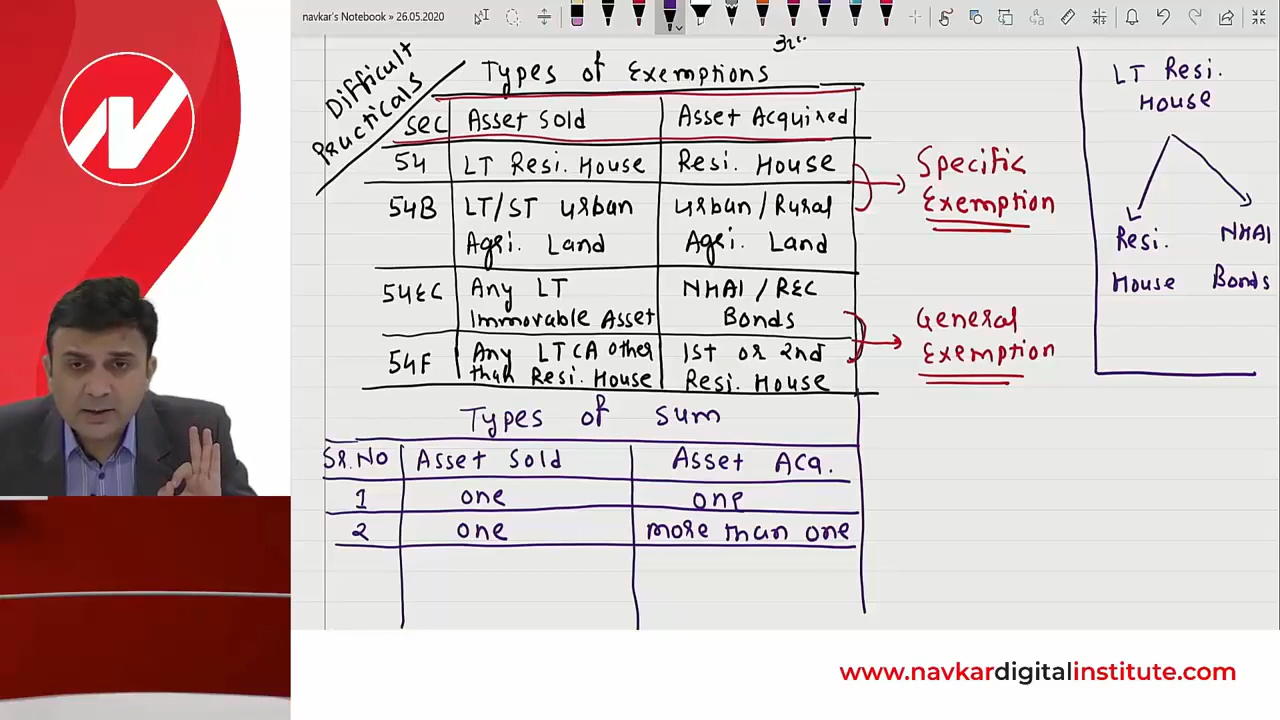 navkar's Notebook » 26.05.2020
Difficult
Practicals
Types of Exemptions
Sec Asset Sold Asset Acquired
54 LT Resi. House Resi. House
54B LT/ST urban urban/Rural
Agri. Land Agri. Land
54EC Any LT NHAI / REC
Immovable Asset Bonds
54F Any LTCA other 1st or 2nd
than Resi. House Resi. House
Specific
Exemption
General
Exemption
LT Resi.
House
Resi. NHAI
House Bonds
Types of sum
Sr.No Asset Sold Asset Acq.
1 one one
2 one more than one
www.navkardigitalinstitute.com